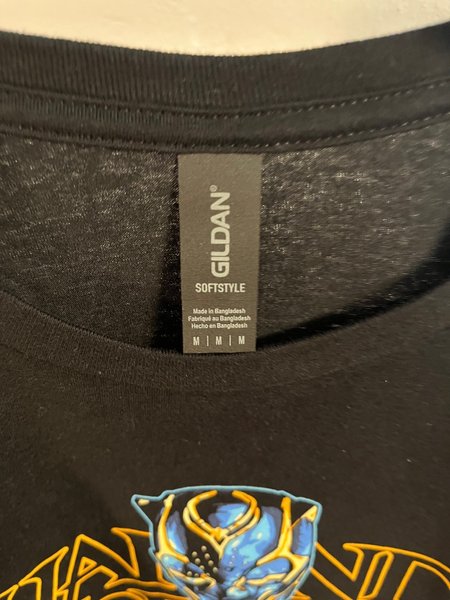 GILDAN®
SOFTSTYLE
Made in Bangladesh
Fabriqué au Bangladesh
Hecho en Bangladesh
M | M | M